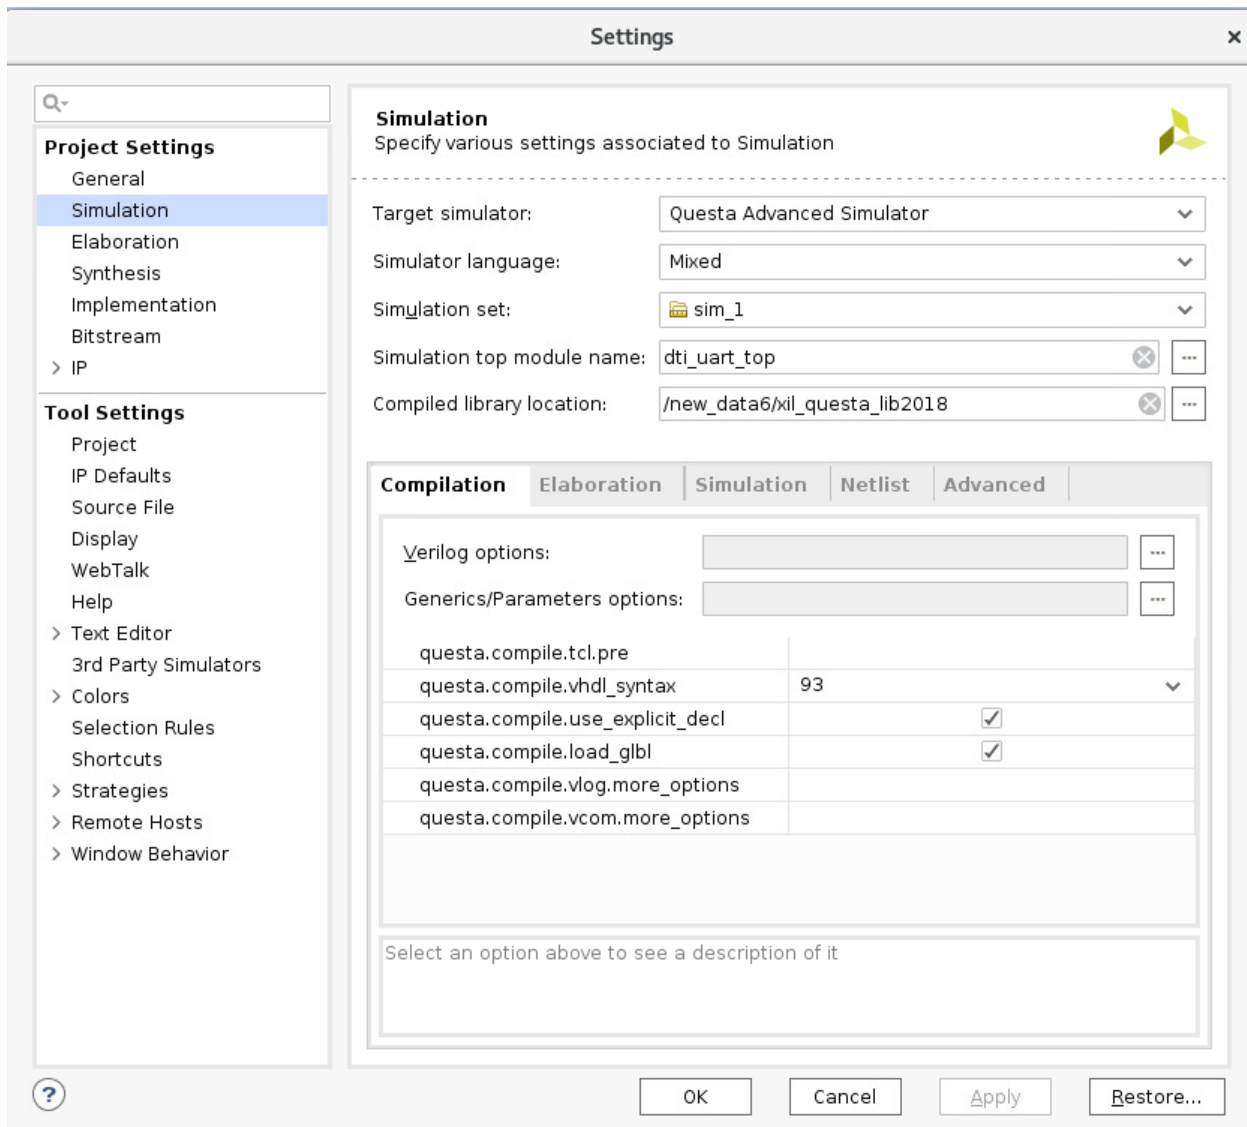 Settings
×
Project Settings
General
Simulation
Elaboration
Synthesis
Implementation
Bitstream
> IP
Tool Settings
Project
IP Defaults
Source File
Display
WebTalk
Help
> Text Editor
3rd Party Simulators
> Colors
Selection Rules
Shortcuts
> Strategies
> Remote Hosts
> Window Behavior
Simulation
Specify various settings associated to Simulation
Target simulator: Questa Advanced Simulator
Simulator language: Mixed
Simulation set: sim_1
Simulation top module name: dti_uart_top ...
Compiled library location: /new_data6/xil_questa_lib2018 ...
Compilation Elaboration Simulation Netlist Advanced
Verilog options: ...
Generics/Parameters options: ...
questa.compile.tcl.pre
questa.compile.vhdl_syntax 93
questa.compile.use_explicit_decl
questa.compile.load_glbl
questa.compile.vlog.more_options
questa.compile.vcom.more_options
Select an option above to see a description of it
? OK Cancel Apply Restore...